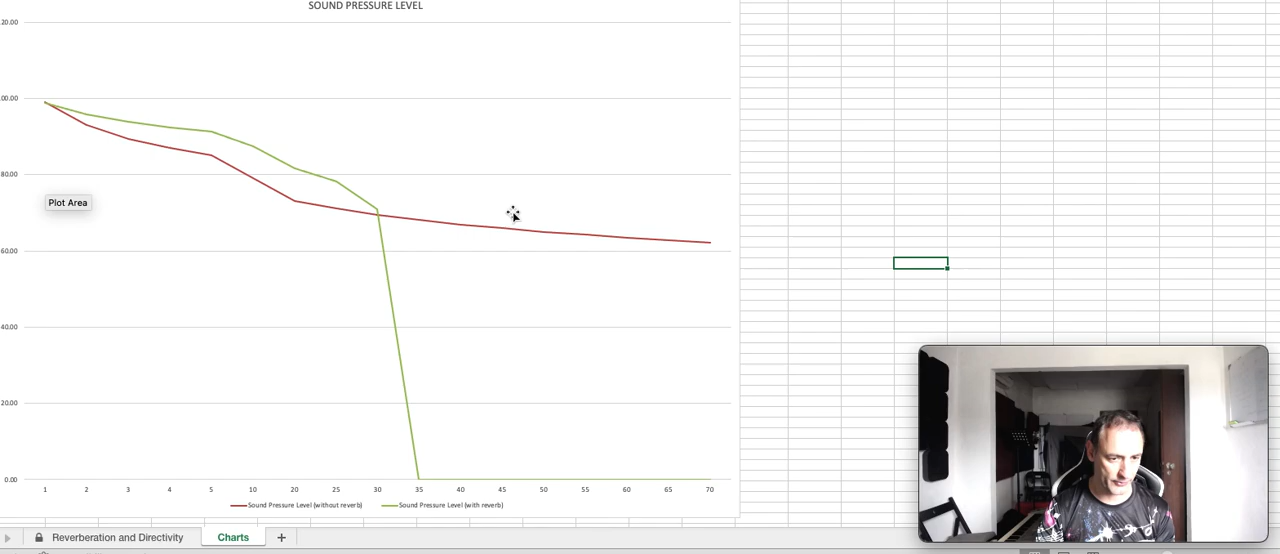 SOUND PRESSURE LEVEL
20.00
00.00
80.00
60.00
40.00
20.00
0.00
Plot Area
1 2 3 4 5 10 20 25 30 35 40 45 50 55 60 65 70
Sound Pressure Level (without reverb) Sound Pressure Level (with reverb)
Reverberation and Directivity Charts +